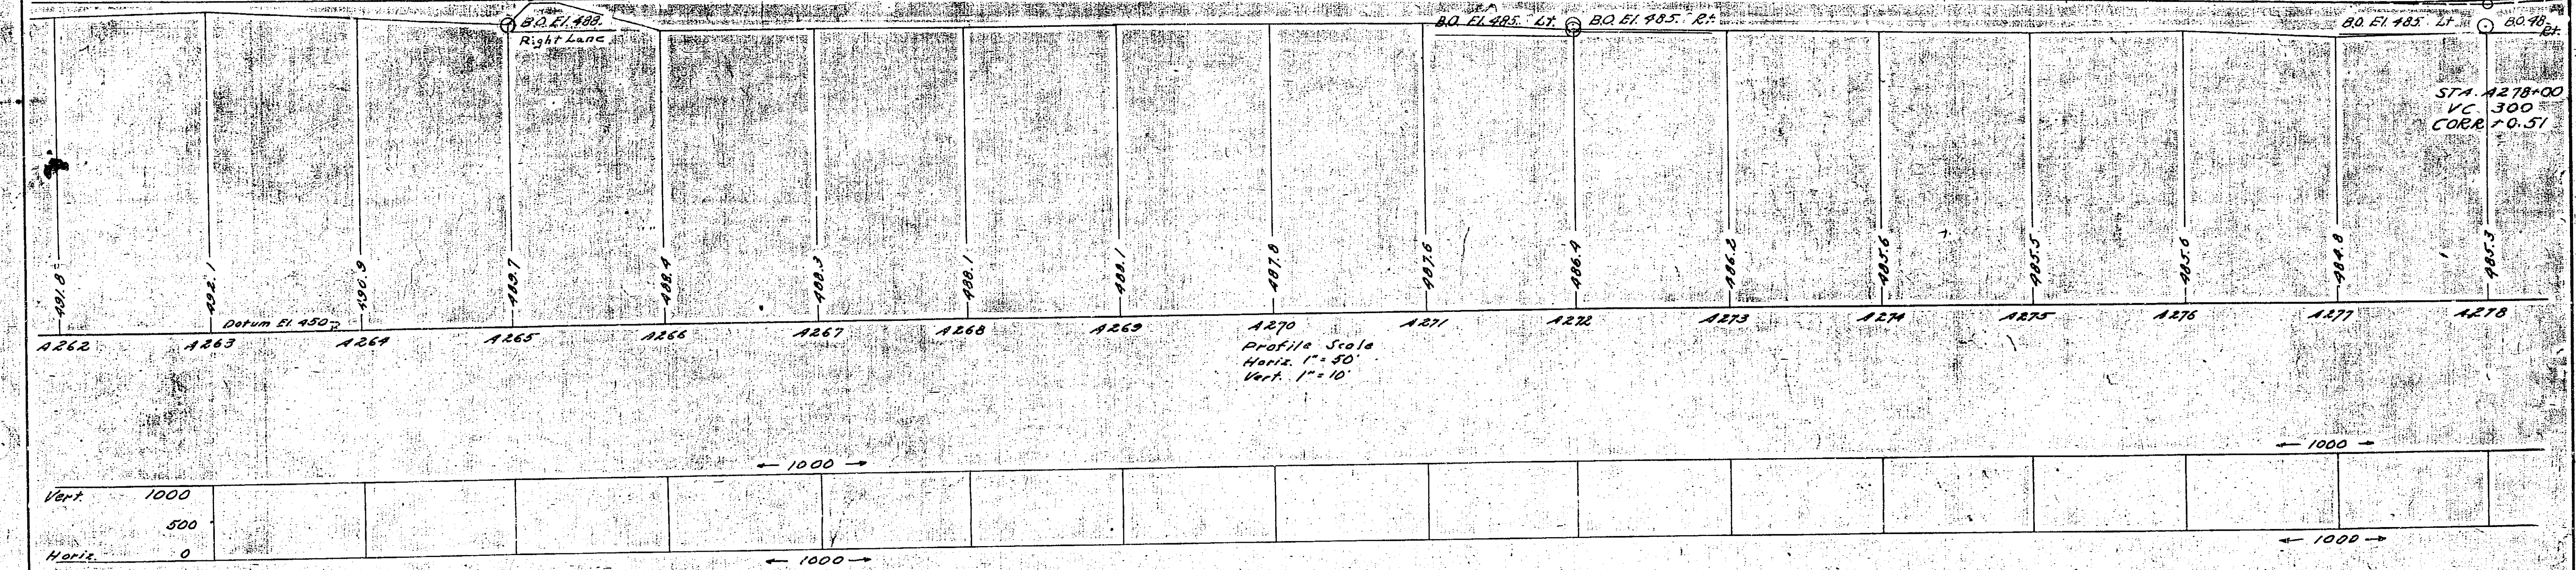 B.O. El. 488.
Right Lane
B.O. El. 485. Lt.
B.O. El. 485. Rt.
B.O. El. 485. Lt.
B.O. 48
Rt.
STA. A278+00
VC 300
CORR +0.51
491.8
492.1
490.9
489.7
488.4
488.3
488.1
488.1
487.8
487.6
486.4
486.2
485.6
485.5
485.6
484.8
485.3
Datum El. 450
A262
A263
A264
A265
A266
A267
A268
A269
A270
A271
A272
A273
A274
A275
A276
A277
A278
Profile Scale
Horiz. 1" = 50'
Vert. 1" = 10'
← 1000 →
← 1000 →
Vert. 1000
500
Horiz. 0
← 1000 →
← 1000 →